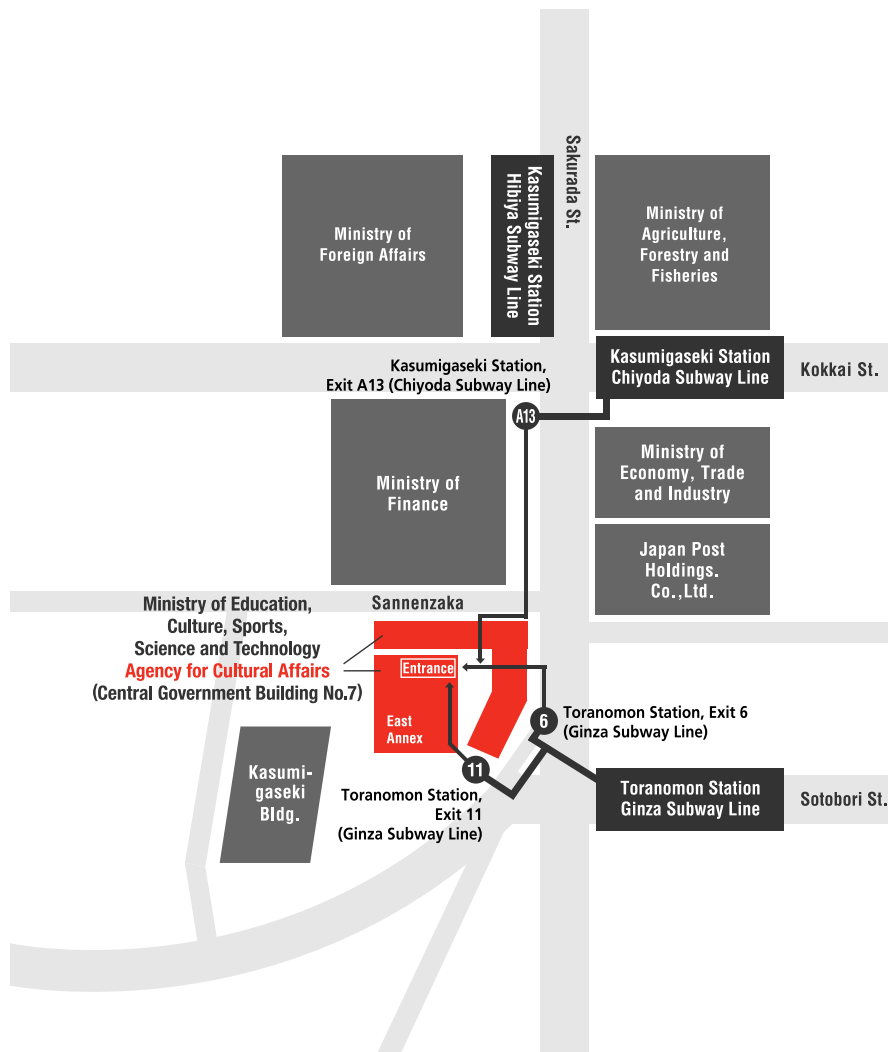 Sakurada St.
Kasumigaseki Station
Hibiya Subway Line
Ministry of
Foreign Affairs
Ministry of
Agriculture,
Forestry and
Fisheries
Kasumigaseki Station
Chiyoda Subway Line
Kokkai St.
Kasumigaseki Station,
Exit A13 (Chiyoda Subway Line)
A13
Ministry of
Finance
Ministry of
Economy, Trade
and Industry
Japan Post
Holdings.
Co.,Ltd.
Sannenzaka
Ministry of Education,
Culture, Sports,
Science and Technology
Agency for Cultural Affairs
(Central Government Building No.7)
Entrance
East
Annex
6
Toranomon Station, Exit 6
(Ginza Subway Line)
11
Toranomon Station,
Exit 11
(Ginza Subway Line)
Kasumi-
gaseki
Bldg.
Toranomon Station
Ginza Subway Line
Sotobori St.